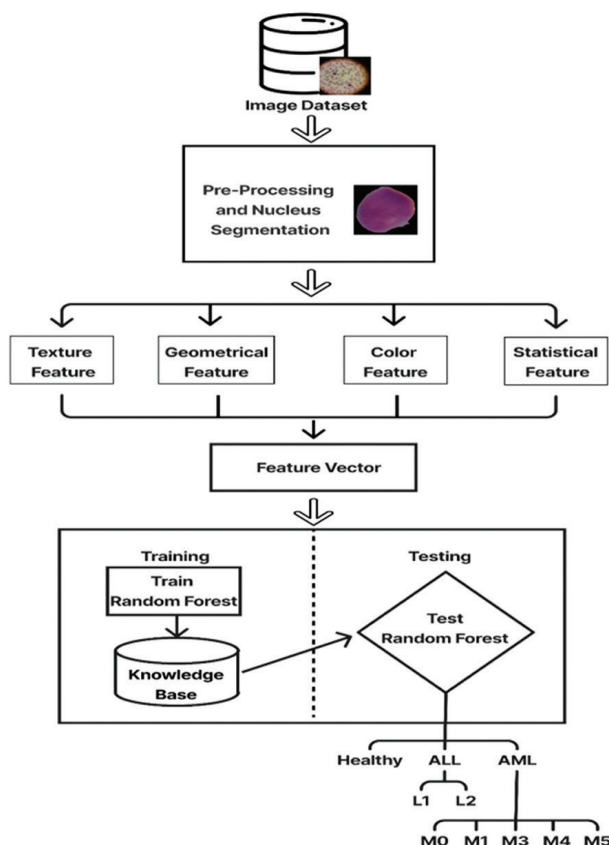 Image Dataset
Pre-Processing
and Nucleus
Segmentation
Texture
Feature
Geometrical
Feature
Color
Feature
Statistical
Feature
Feature Vector
Training
Train
Random Forest
Knowledge
Base
Testing
Test
Random Forest
Healthy ALL AML
L1 L2
M0 M1 M3 M4 M5